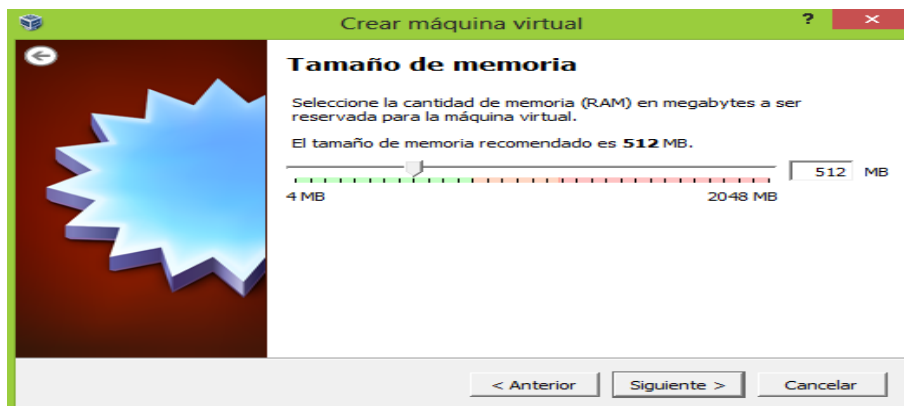 Crear máquina virtual
?
Tamaño de memoria
Seleccione la cantidad de memoria (RAM) en megabytes a ser
reservada para la máquina virtual.
El tamaño de memoria recomendado es 512 MB.
512 MB
4 MB 2048 MB
< Anterior Siguiente > Cancelar